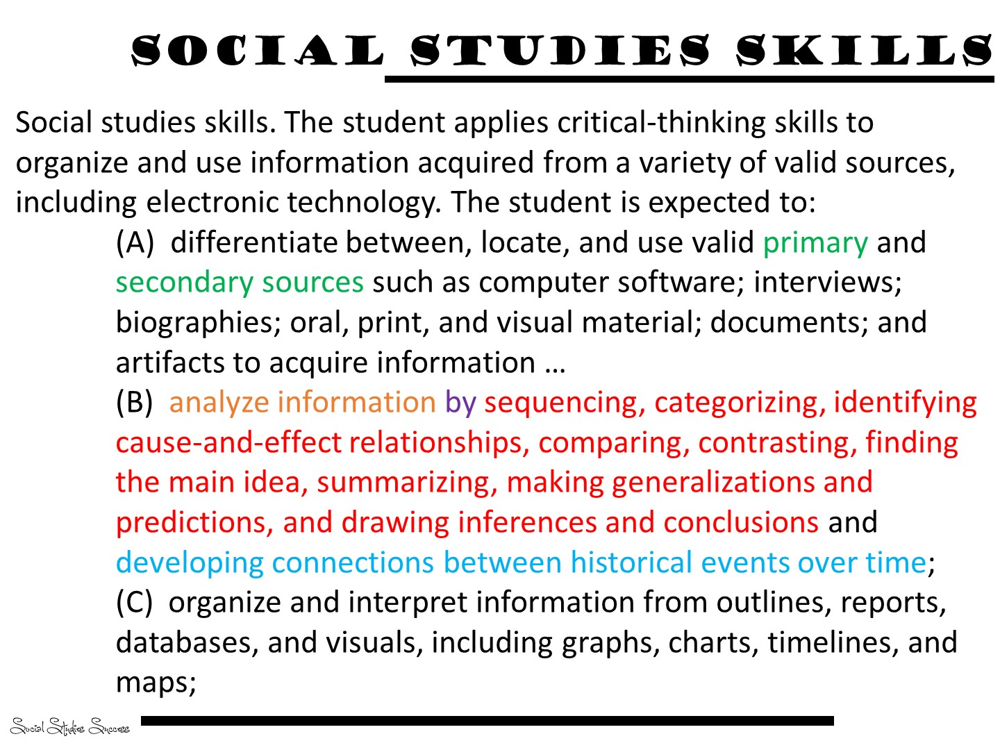 SOCIAL STUDIES SKILLS
Social studies skills. The student applies critical-thinking skills to
organize and use information acquired from a variety of valid sources,
including electronic technology. The student is expected to:
(A)  differentiate between, locate, and use valid primary and
secondary sources such as computer software; interviews;
biographies; oral, print, and visual material; documents; and
artifacts to acquire information …
(B)  analyze information by sequencing, categorizing, identifying
cause-and-effect relationships, comparing, contrasting, finding
the main idea, summarizing, making generalizations and
predictions, and drawing inferences and conclusions and
developing connections between historical events over time;
(C)  organize and interpret information from outlines, reports,
databases, and visuals, including graphs, charts, timelines, and
maps;
Social Studies Success